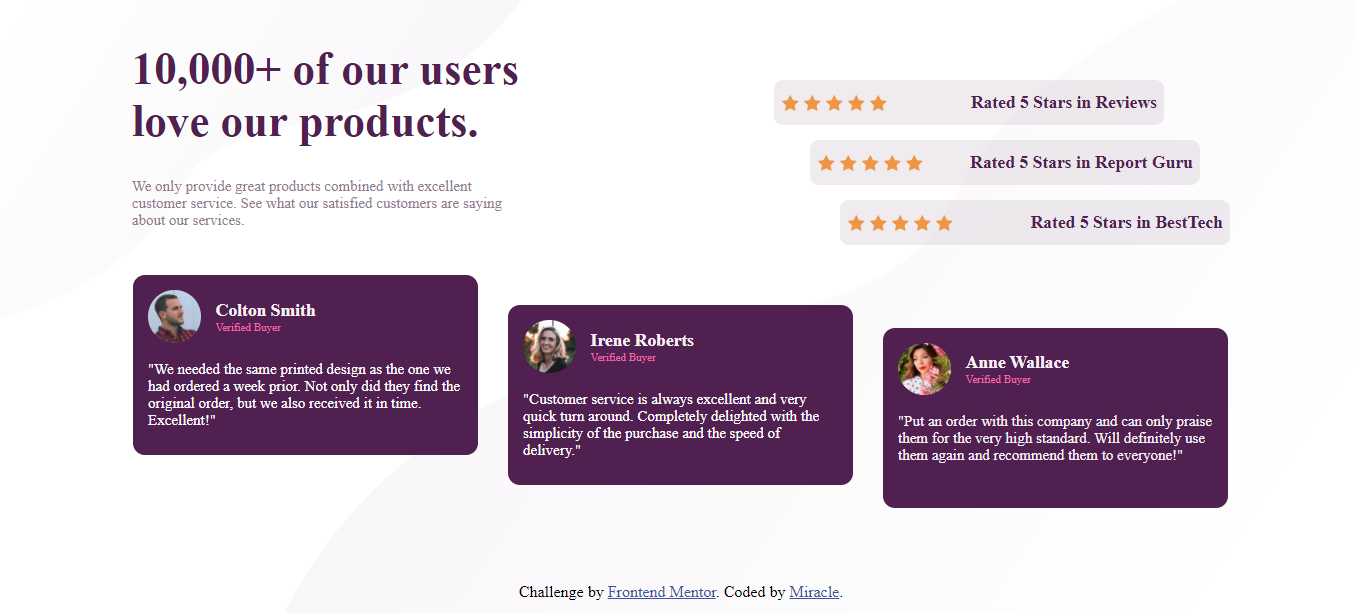 10,000+ of our users
love our products.
We only provide great products combined with excellent
customer service. See what our satisfied customers are saying
about our services.
Rated 5 Stars in Reviews
Rated 5 Stars in Report Guru
Rated 5 Stars in BestTech
Colton Smith
Verified Buyer
"We needed the same printed design as the one we
had ordered a week prior. Not only did they find the
original order, but we also received it in time.
Excellent!"
Irene Roberts
Verified Buyer
"Customer service is always excellent and very
quick turn around. Completely delighted with the
simplicity of the purchase and the speed of
delivery."
Anne Wallace
Verified Buyer
"Put an order with this company and can only praise
them for the very high standard. Will definitely use
them again and recommend them to everyone!"
Challenge by Frontend Mentor. Coded by Miracle.